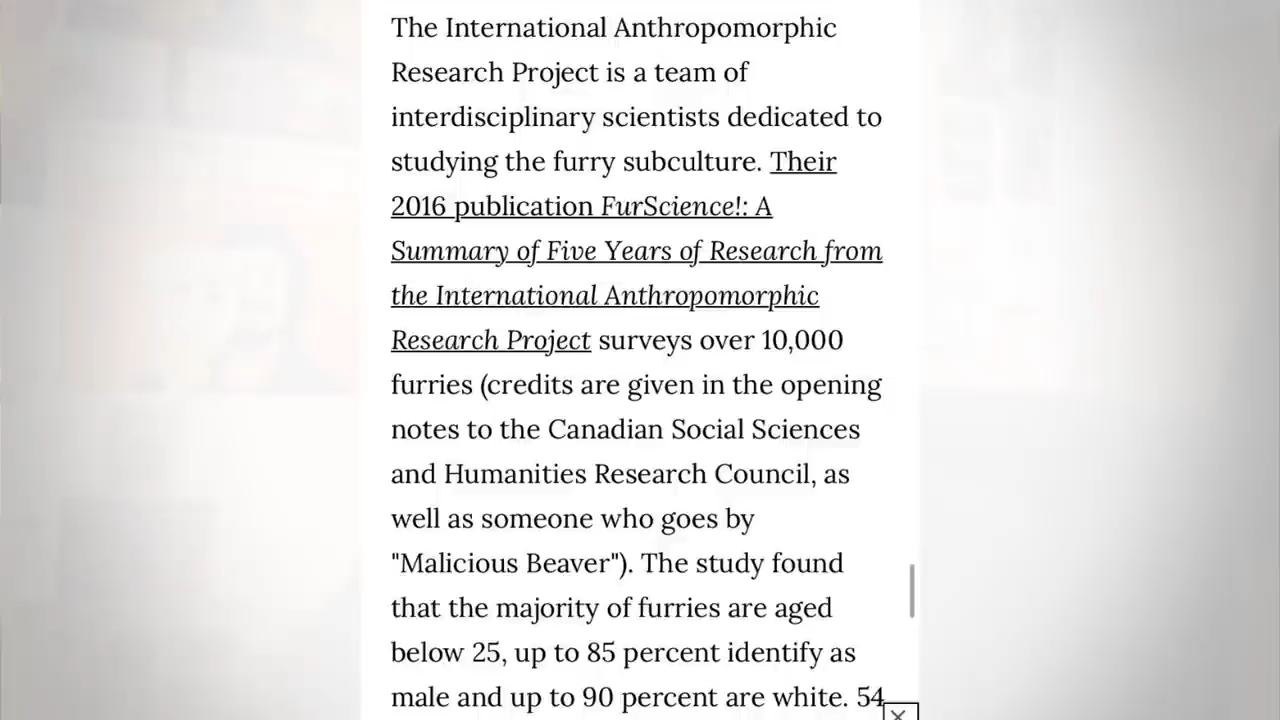 The International Anthropomorphic
Research Project is a team of
interdisciplinary scientists dedicated to
studying the furry subculture. Their
2016 publication FurScience!: A
Summary of Five Years of Research from
the International Anthropomorphic
Research Project surveys over 10,000
furries (credits are given in the opening
notes to the Canadian Social Sciences
and Humanities Research Council, as
well as someone who goes by
"Malicious Beaver"). The study found
that the majority of furries are aged
below 25, up to 85 percent identify as
male and up to 90 percent are white. 54